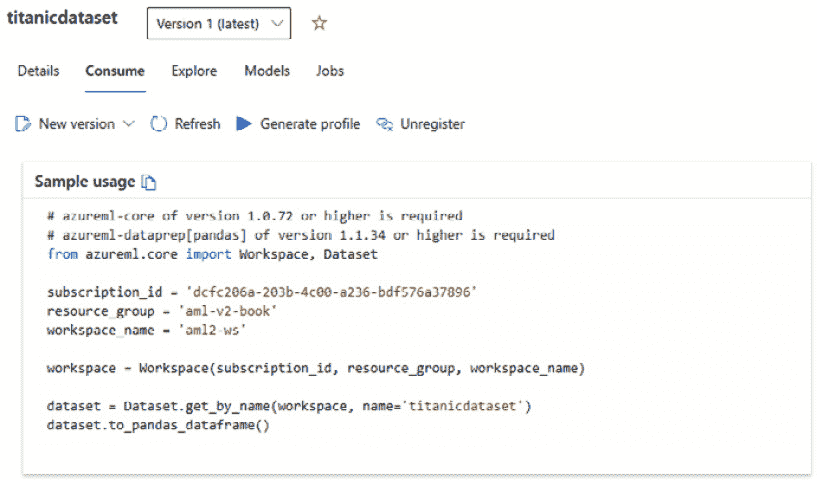 titanicdataset
Version 1 (latest)
Details Consume Explore Models Jobs
New version Refresh Generate profile Unregister
Sample usage
# azureml-core of version 1.0.72 or higher is required
# azureml-dataprep[pandas] of version 1.1.34 or higher is required
from azureml.core import Workspace, Dataset
subscription_id = 'dcfc206a-203b-4c00-a236-bdf576a37896'
resource_group = 'aml-v2-book'
workspace_name = 'aml2-ws'
workspace = Workspace(subscription_id, resource_group, workspace_name)
dataset = Dataset.get_by_name(workspace, name='titanicdataset')
dataset.to_pandas_dataframe()